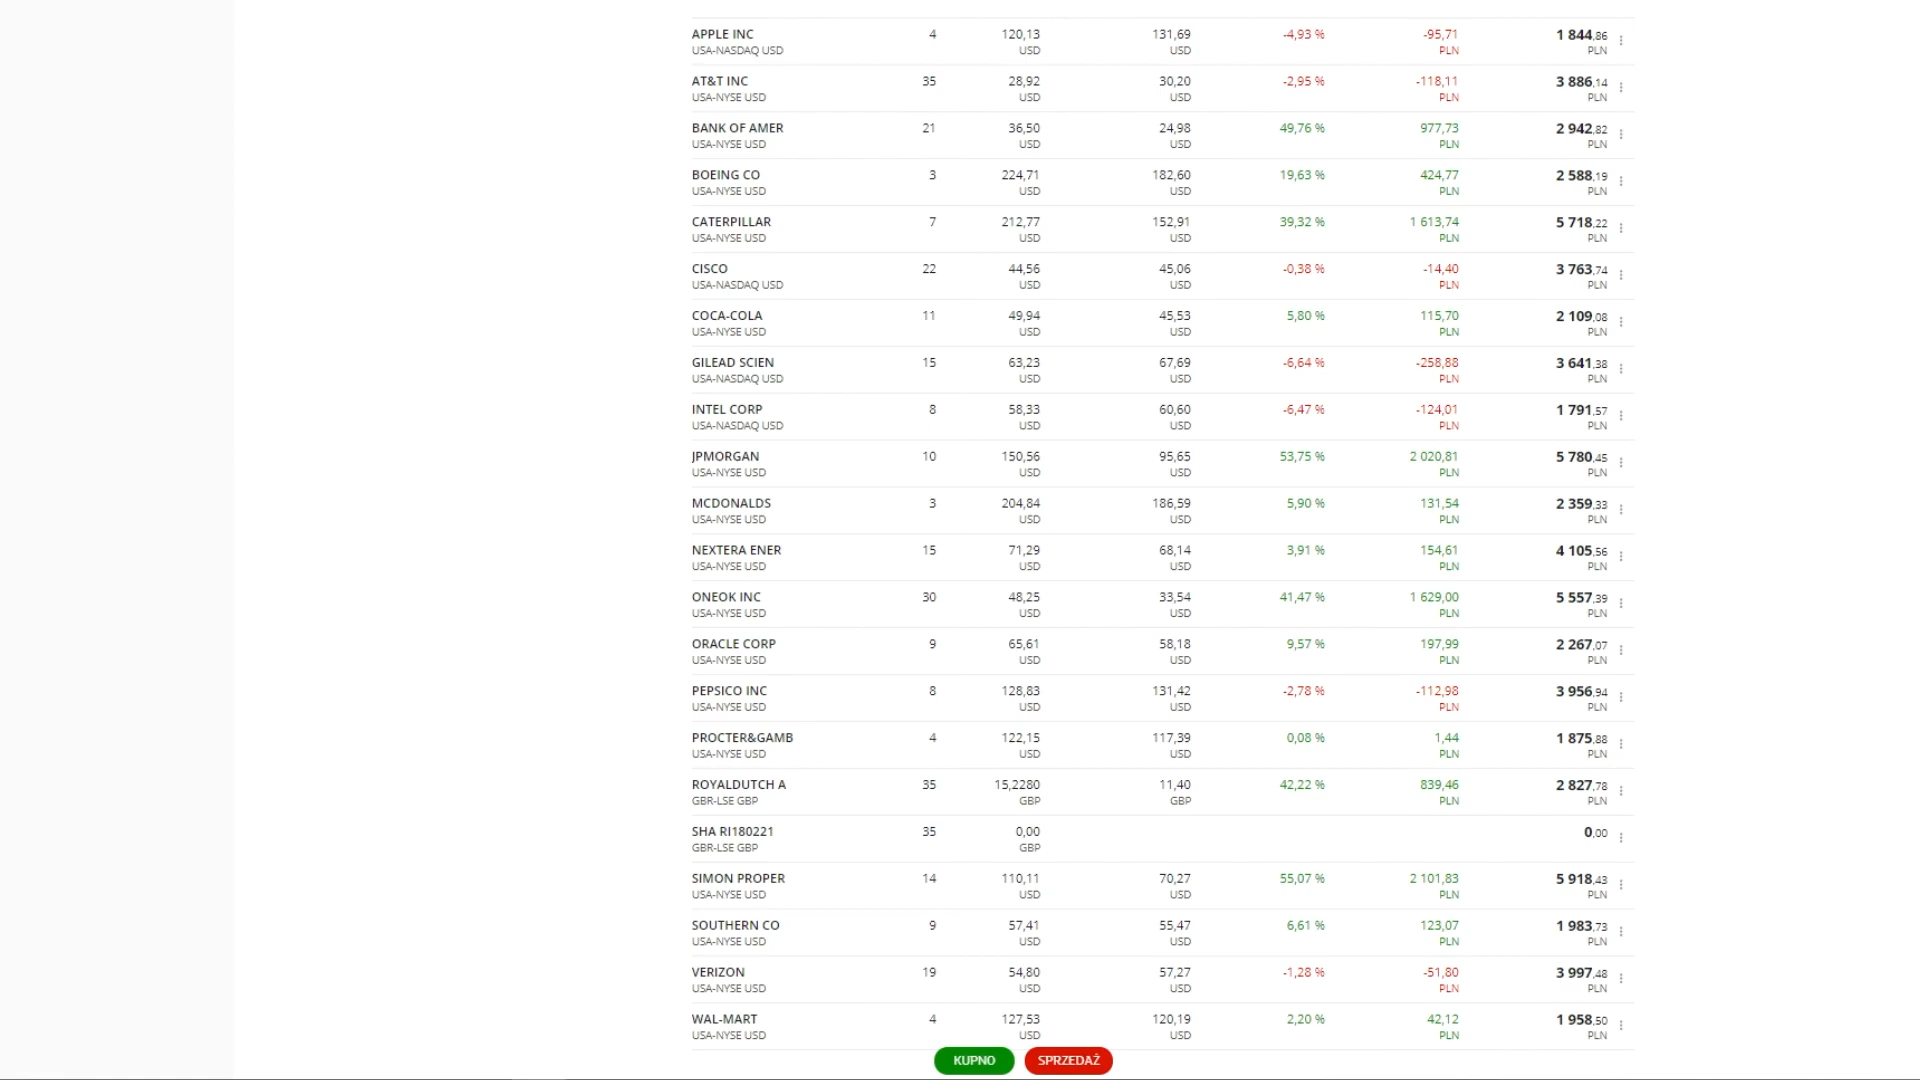 APPLE INC 4 120,13 131,69 -4,93 % -95,71 1 844,86
USA-NASDAQ USD USD USD PLN PLN
AT&T INC 35 28,92 30,20 -2,95 % -118,11 3 886,14
USA-NYSE USD USD USD PLN PLN
BANK OF AMER 21 36,50 24,98 49,76 % 977,73 2 942,82
USA-NYSE USD USD USD PLN PLN
BOEING CO 3 224,71 182,60 19,63 % 424,77 2 588,19
USA-NYSE USD USD USD PLN PLN
CATERPILLAR 7 212,77 152,91 39,32 % 1 613,74 5 718,22
USA-NYSE USD USD USD PLN PLN
CISCO 22 44,56 45,06 -0,38 % -14,40 3 763,74
USA-NASDAQ USD USD USD PLN PLN
COCA-COLA 11 49,94 45,53 5,80 % 115,70 2 109,08
USA-NYSE USD USD USD PLN PLN
GILEAD SCIEN 15 63,23 67,69 -6,64 % -258,88 3 641,38
USA-NASDAQ USD USD USD PLN PLN
INTEL CORP 8 58,33 60,60 -6,47 % -124,01 1 791,57
USA-NASDAQ USD USD USD PLN PLN
JPMORGAN 10 150,56 95,65 53,75 % 2 020,81 5 780,45
USA-NYSE USD USD USD PLN PLN
MCDONALDS 3 204,84 186,59 5,90 % 131,54 2 359,33
USA-NYSE USD USD USD PLN PLN
NEXTERA ENER 15 71,29 68,14 3,91 % 154,61 4 105,56
USA-NYSE USD USD USD PLN PLN
ONEOK INC 30 48,25 33,54 41,47 % 1 629,00 5 557,39
USA-NYSE USD USD USD PLN PLN
ORACLE CORP 9 65,61 58,18 9,57 % 197,99 2 267,07
USA-NYSE USD USD USD PLN PLN
PEPSICO INC 8 128,83 131,42 -2,78 % -112,98 3 956,94
USA-NYSE USD USD USD PLN PLN
PROCTER&GAMB 4 122,15 117,39 0,08 % 1,44 1 875,88
USA-NYSE USD USD USD PLN PLN
ROYALDUTCH A 35 15,2280 11,40 42,22 % 839,46 2 827,78
GBR-LSE GBP GBP GBP PLN PLN
SHA RI180221 35 0,00 0,00
GBR-LSE GBP GBP
SIMON PROPER 14 110,11 70,27 55,07 % 2 101,83 5 918,43
USA-NYSE USD USD USD PLN PLN
SOUTHERN CO 9 57,41 55,47 6,61 % 123,07 1 983,73
USA-NYSE USD USD USD PLN PLN
VERIZON 19 54,80 57,27 -1,28 % -51,80 3 997,48
USA-NYSE USD USD USD PLN PLN
WAL-MART 4 127,53 120,19 2,20 % 42,12 1 958,50
USA-NYSE USD USD USD PLN PLN
KUPNO SPRZEDAŻ